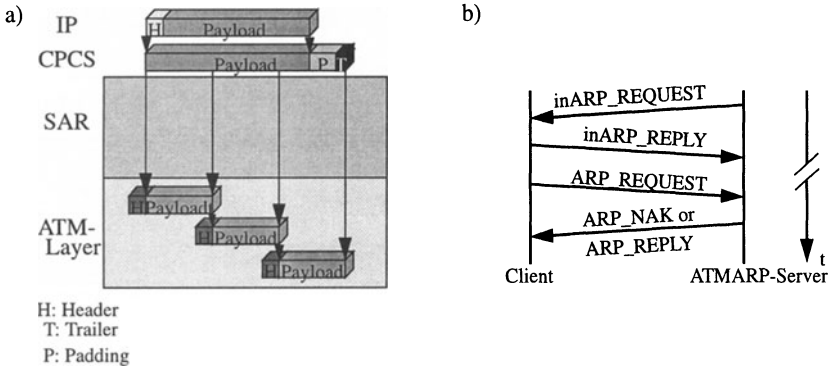 a)
IP
H Payload
CPCS
Payload P T
SAR
ATM-
Layer
H Payload
H Payload
H Payload
H: Header
T: Trailer
P: Padding
b)
inARP_REQUEST
inARP_REPLY
ARP_REQUEST
ARP_NAK or
ARP_REPLY
t
Client
ATMARP-Server